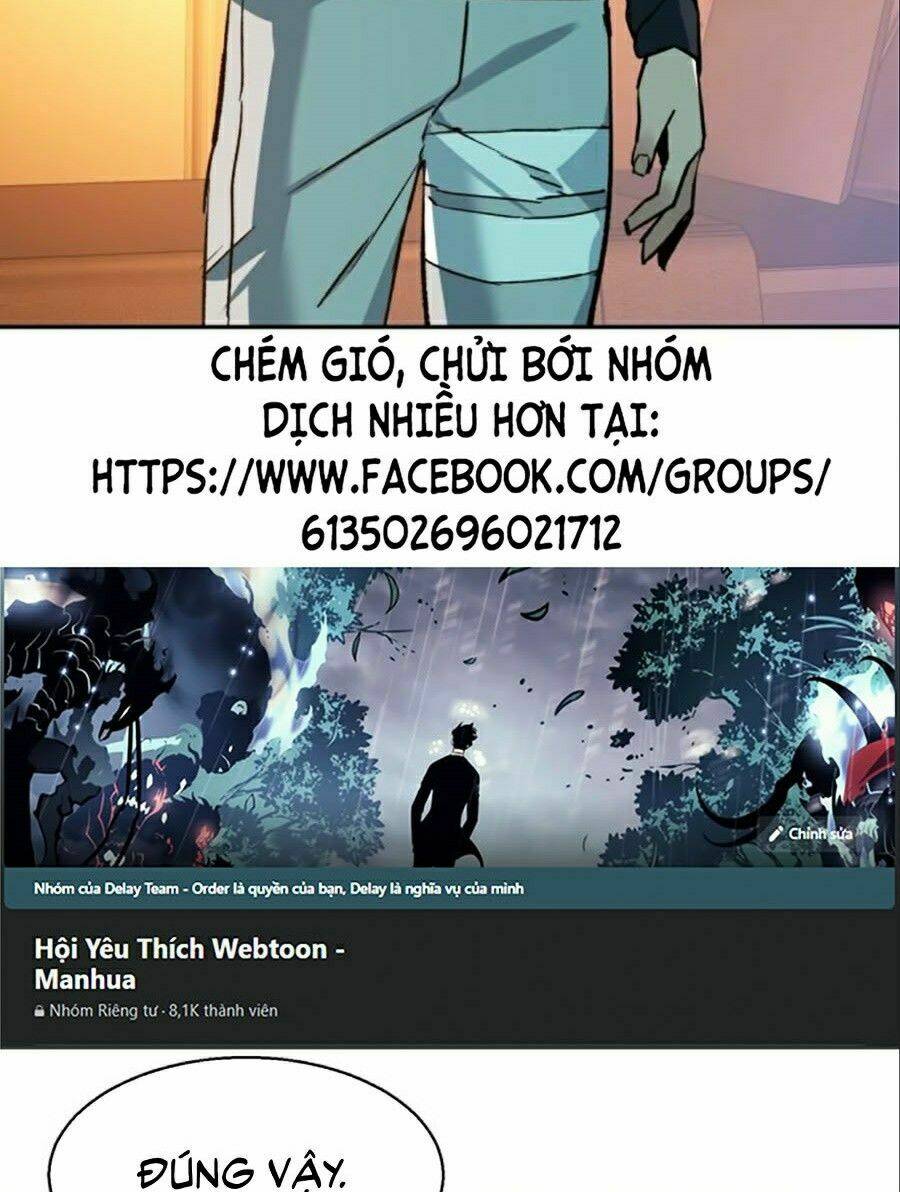 CHÉM GIÓ, CHỬI BỚI NHÓM
DỊCH NHIỀU HƠN TẠI:
HTTPS://WWW.FACEBOOK.COM/GROUPS/
613502696021712
Chỉnh sửa
Nhóm của Delay Team - Order là quyền của bạn, Delay là nghĩa vụ của mình
Hội Yêu Thích Webtoon -
Manhua
Nhóm Riêng tư · 8,1K thành viên
ĐÚNG VẬY.